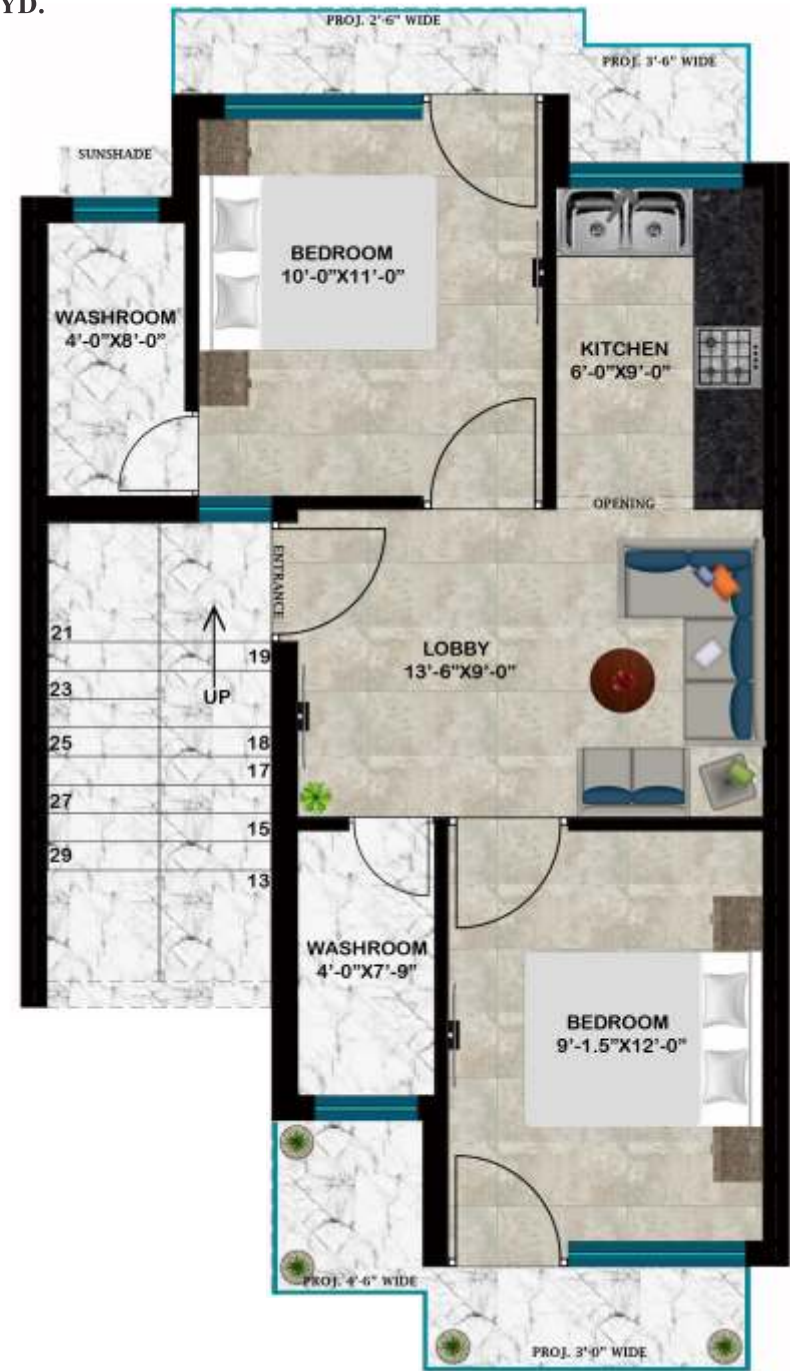 YD.
PROJ. 2'-6" WIDE
PROJ. 3'-6" WIDE
SUNSHADE
BEDROOM
10'-0"X11'-0"
WASHROOM
4'-0"X8'-0"
KITCHEN
6'-0"X9'-0"
OPENING
ENTRANCE
21
19
UP
23
25
18
17
27
15
29
13
LOBBY
13'-6"X9'-0"
WASHROOM
4'-0"X7'-9"
BEDROOM
9'-1.5"X12'-0"
PROJ. 4'-6" WIDE
PROJ. 3'-0" WIDE